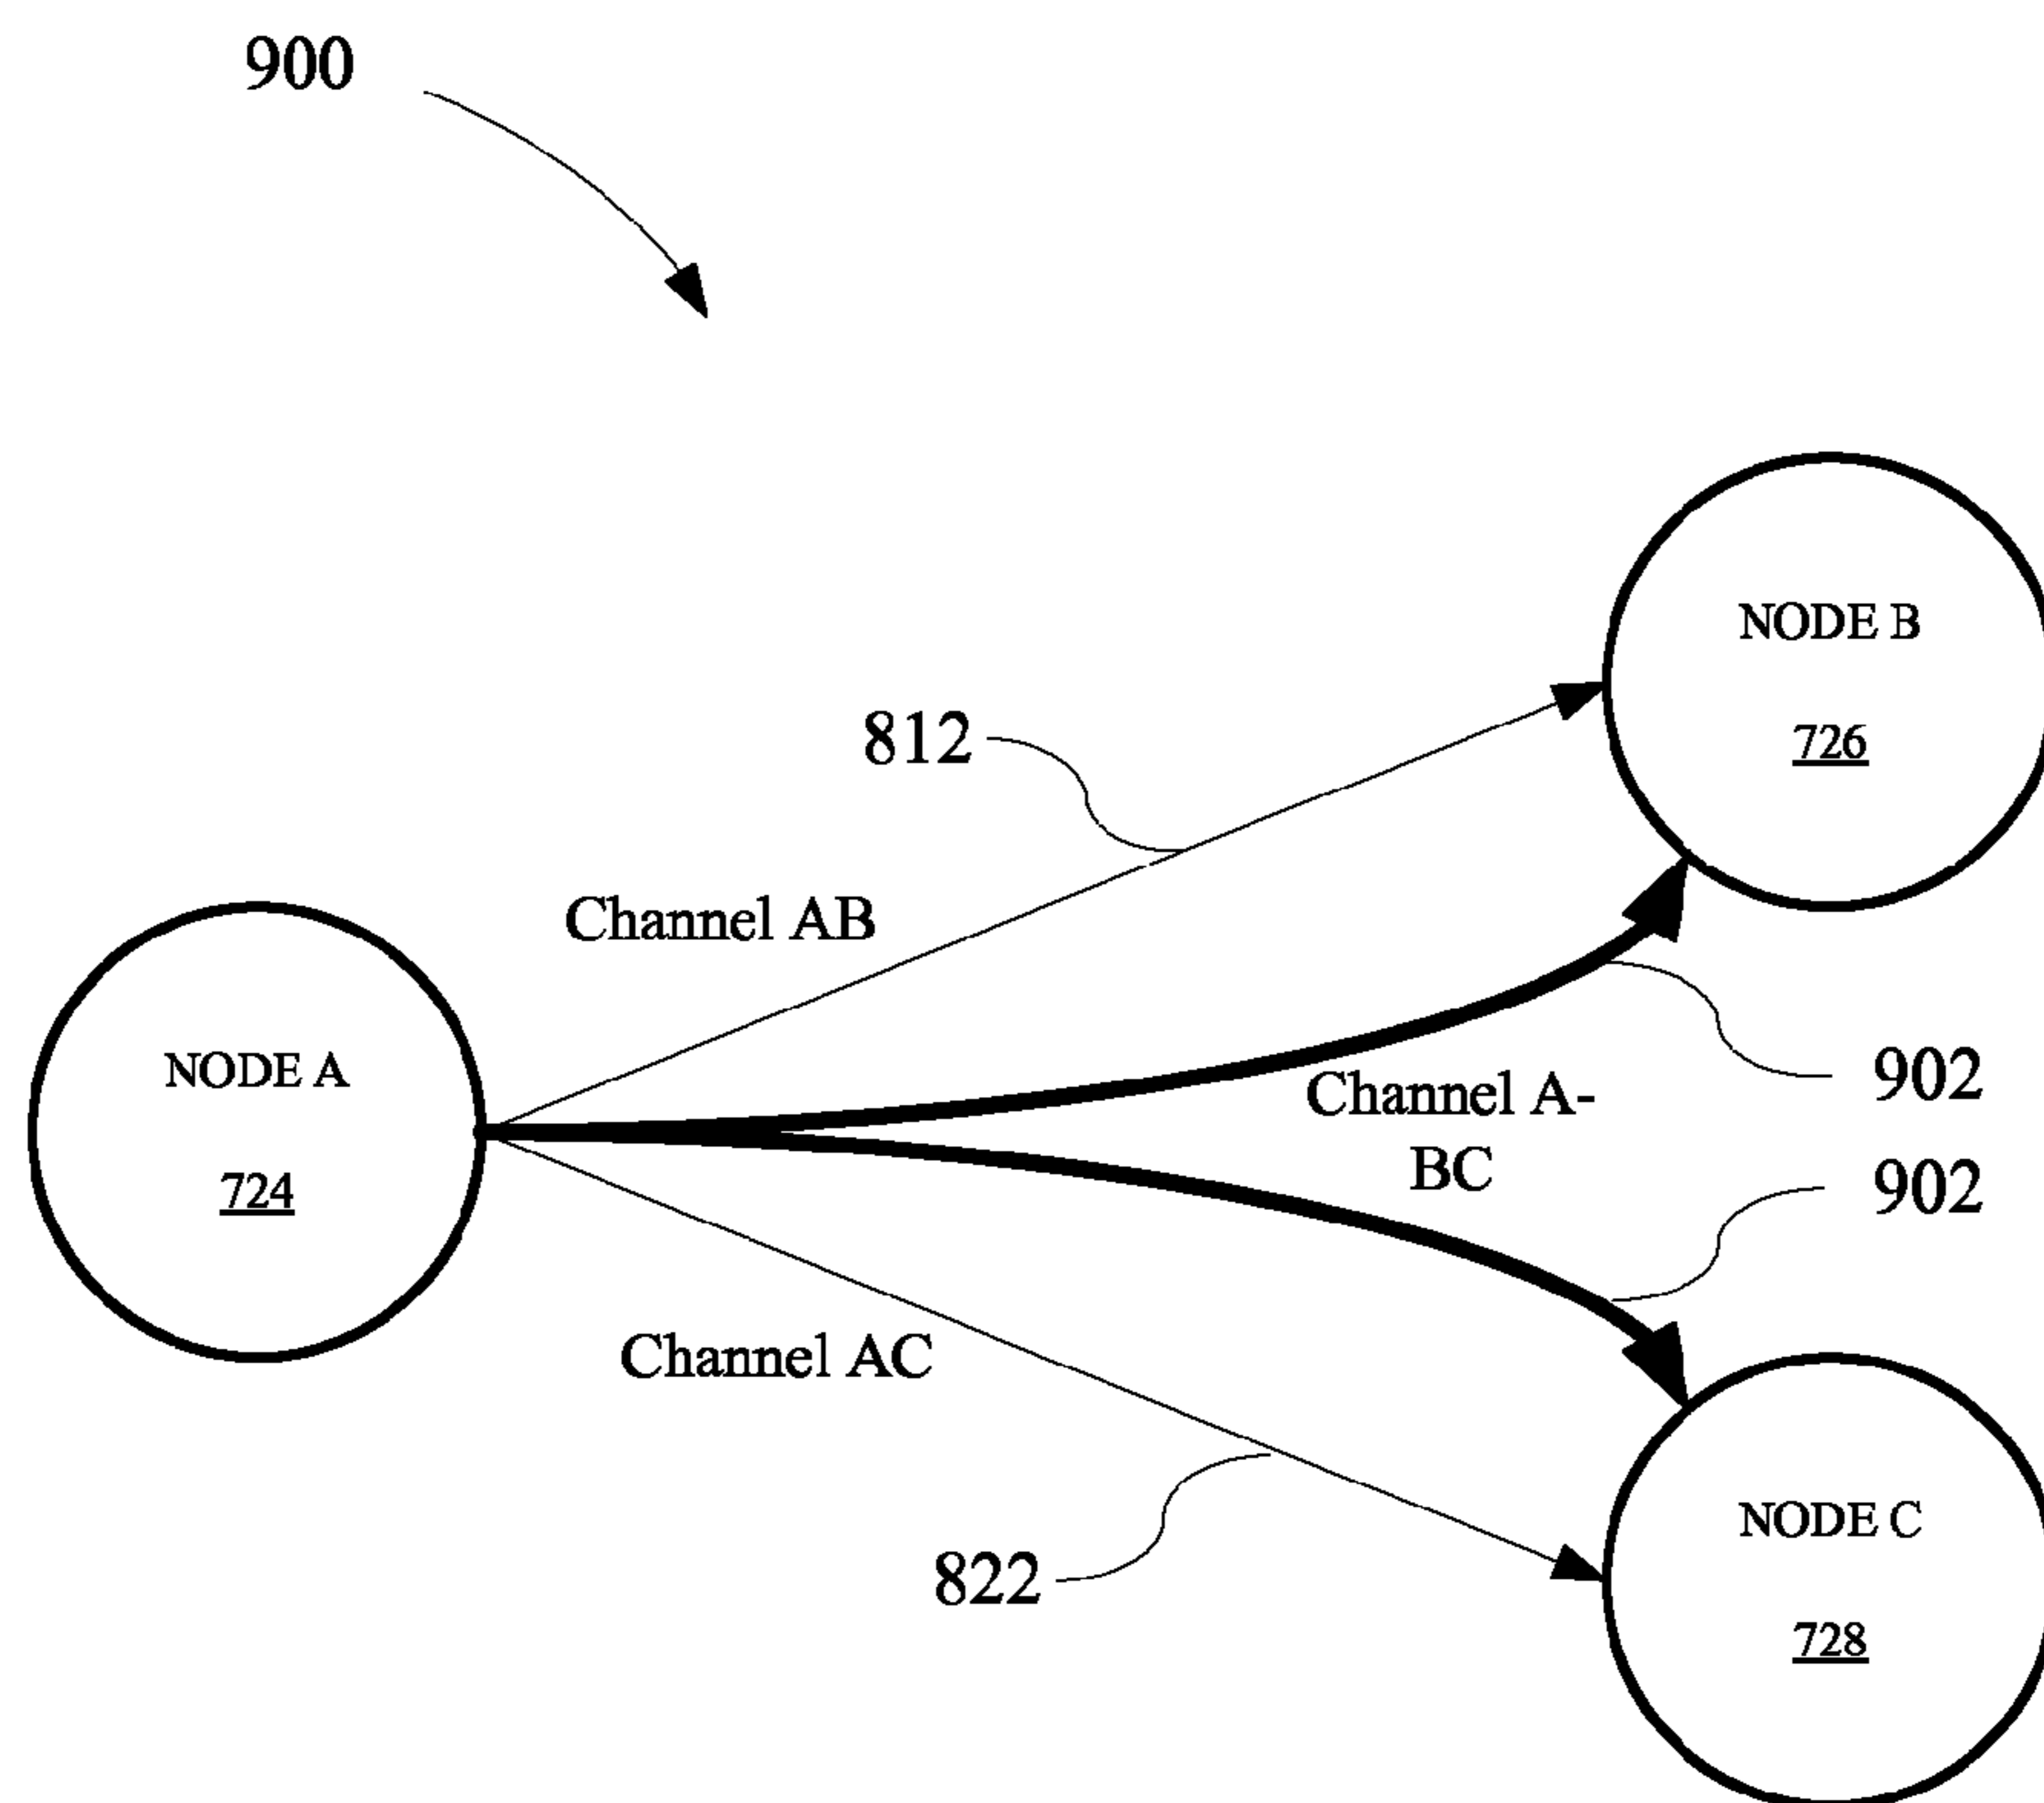 900
NODE B
812
726
Channel AB
NODE A
902
Channel A-
BC
724
902
Channel AC
NODE C
822
728